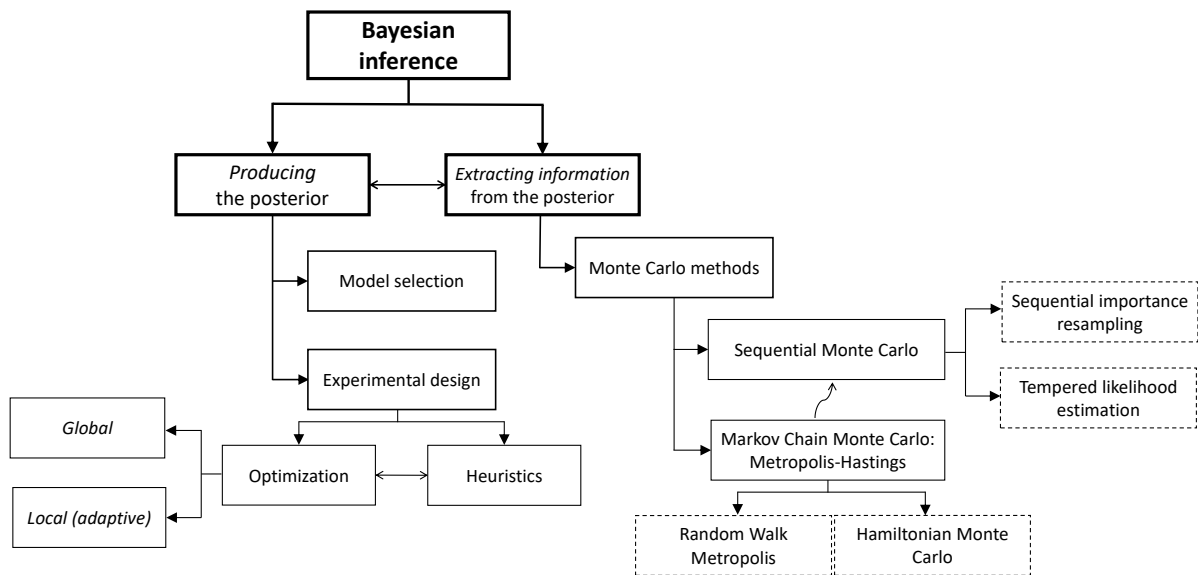 Bayesian
inference
Producing
the posterior
Extracting information
from the posterior
Model selection
Monte Carlo methods
Sequential importance
resampling
Sequential Monte Carlo
Experimental design
Tempered likelihood
estimation
Global
Markov Chain Monte Carlo:
Metropolis-Hastings
Optimization
Heuristics
Local (adaptive)
Random Walk
Metropolis
Hamiltonian Monte
Carlo